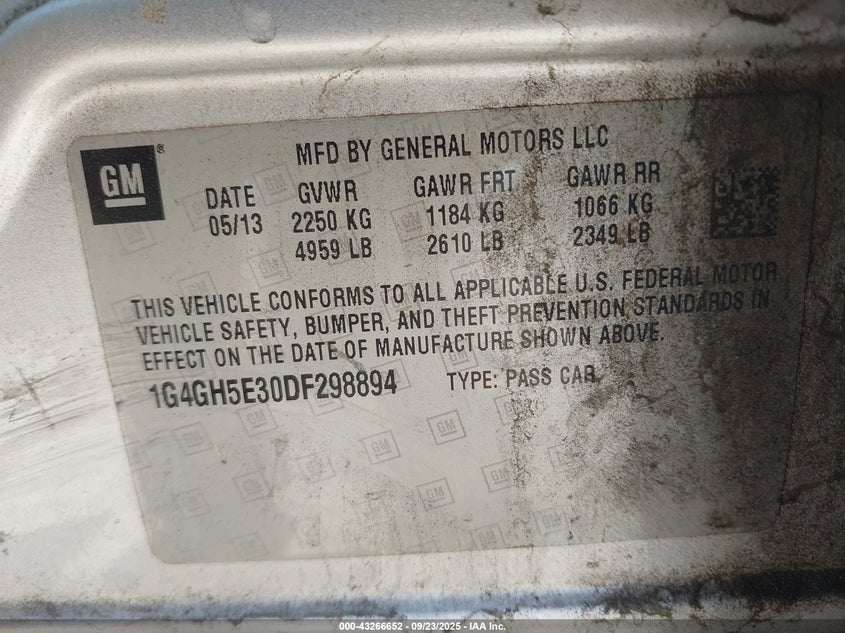 GM
MFD BY GENERAL MOTORS LLC
DATE GVWR GAWR FRT GAWR RR
05/13 2250 KG 1184 KG 1066 KG
4959 LB 2610 LB 2349 LB
THIS VEHICLE CONFORMS TO ALL APPLICABLE U.S. FEDERAL MOTOR
VEHICLE SAFETY, BUMPER, AND THEFT PREVENTION STANDARDS IN
EFFECT ON THE DATE OF MANUFACTURE SHOWN ABOVE.
1G4GH5E30DF298894 TYPE: PASS CAR
000-43266652 - 09/23/2025 - IAA Inc.